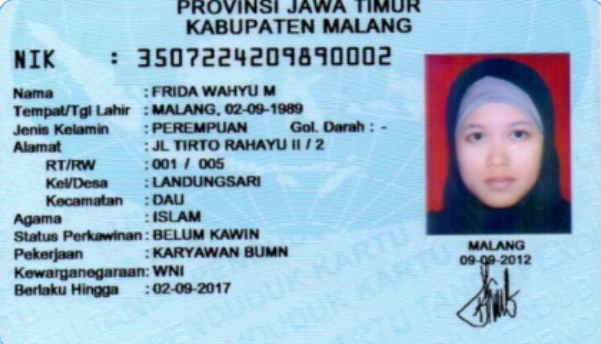 PROVINSI JAWA TIMUR
KABUPATEN MALANG
NIK : 3507224209890002
Nama : FRIDA WAHYU M
Tempat/Tgl Lahir : MALANG, 02-09-1989
Jenis Kelamin : PEREMPUAN Gol. Darah : -
Alamat : JL TIRTO RAHAYU II / 2
RT/RW : 001 / 005
Kel/Desa : LANDUNGSARI
Kecamatan : DAU
Agama : ISLAM
Status Perkawinan : BELUM KAWIN
Pekerjaan : KARYAWAN BUMN
Kewarganegaraan : WNI
Berlaku Hingga : 02-09-2017
MALANG
09-09-2012